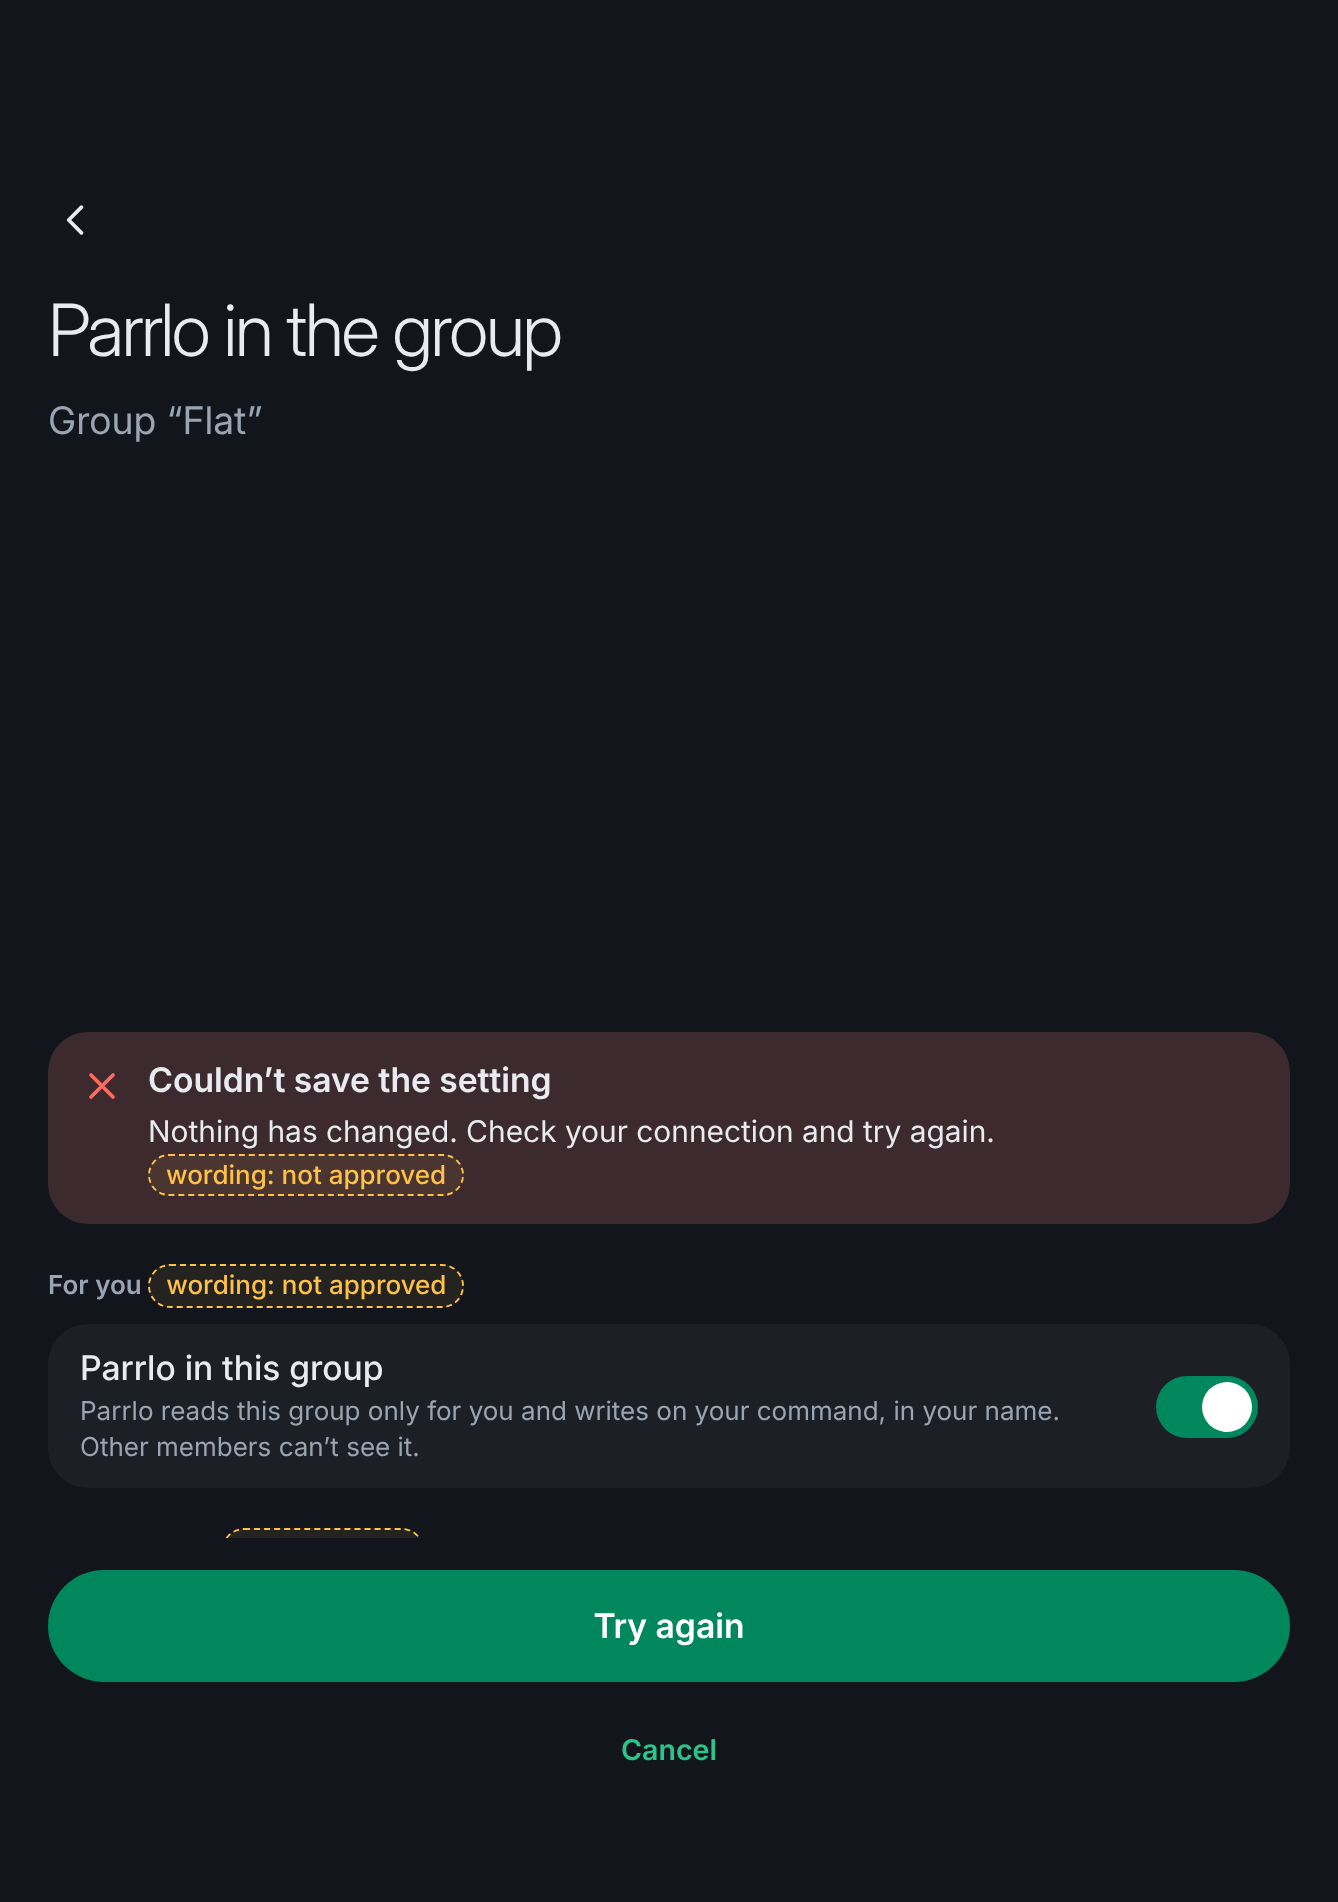 Parrlo in the group
Group “Flat”
Couldn’t save the setting
Nothing has changed. Check your connection and try again.
wording: not approved
For you wording: not approved
Parrlo in this group
Parrlo reads this group only for you and writes on your command, in your name.
Other members can’t see it.
Try again
Cancel